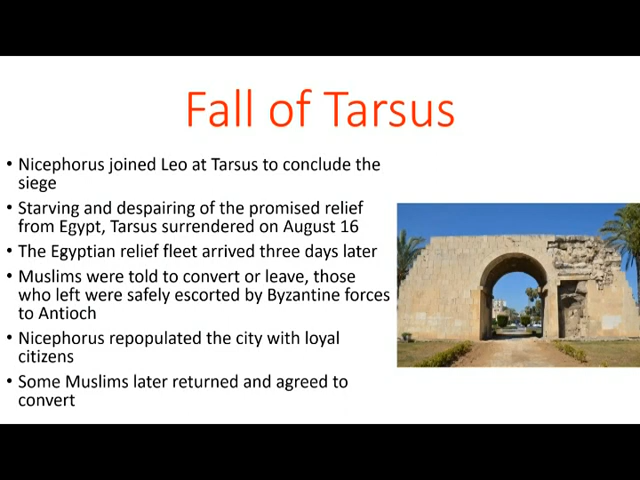 Fall of Tarsus
• Nicephorus joined Leo at Tarsus to conclude the
siege
• Starving and despairing of the promised relief
from Egypt, Tarsus surrendered on August 16
• The Egyptian relief fleet arrived three days later
• Muslims were told to convert or leave, those
who left were safely escorted by Byzantine forces
to Antioch
• Nicephorus repopulated the city with loyal
citizens
• Some Muslims later returned and agreed to
convert